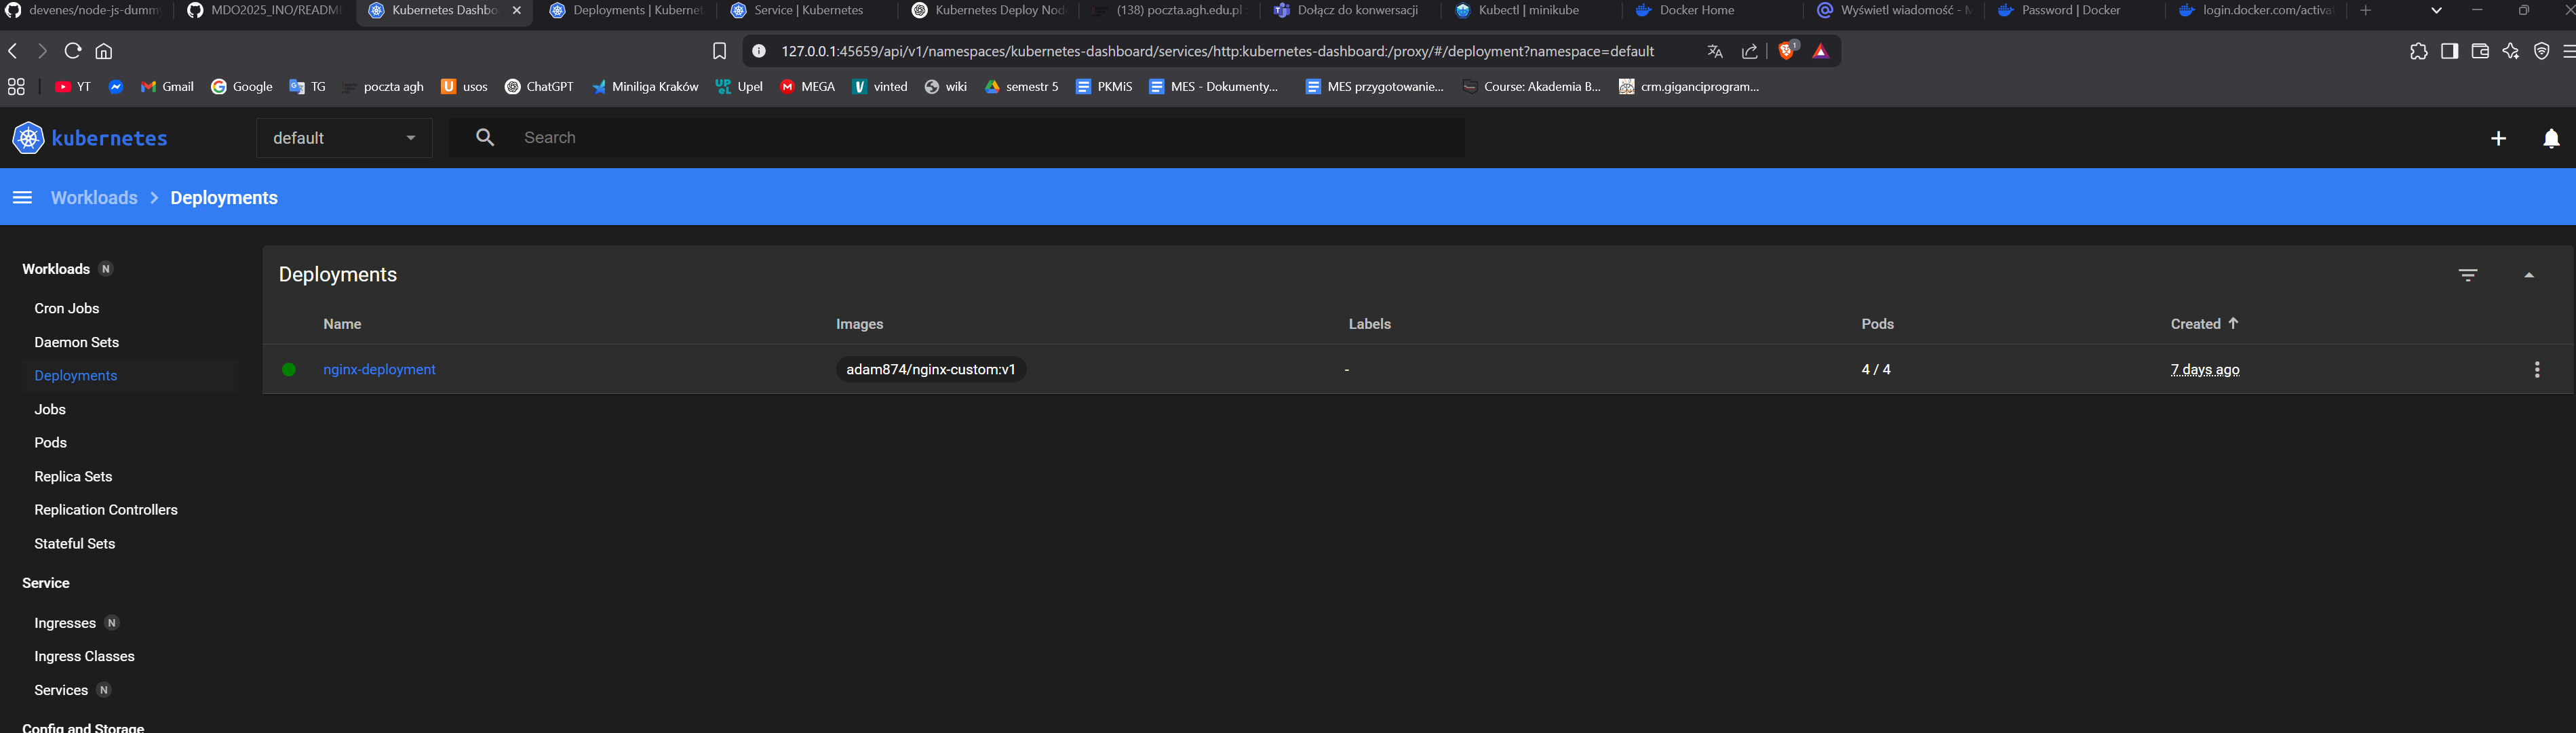 devenes/node-js-dumm
MDO2025_INO/READM
Kubernetes Dashbo
Deployments | Kubernet
Service | Kubernetes
Kubernetes Deploy Nod
(138) poczta.agh.edu.pl
Dołącz do konwersacji
Kubectl | minikube
Docker Home
Wyświetl wiadomość - M
Password | Docker
login.docker.com/activat
127.0.0.1:45659/api/v1/namespaces/kubernetes-dashboard/services/http:kubernetes-dashboard:/proxy/#/deployment?namespace=default
1
YT
Gmail
Google
TG
poczta agh
usos
ChatGPT
Miniliga Kraków
Upel
MEGA
vinted
wiki
semestr 5
PKMiS
MES - Dokumenty...
MES przygotowanie...
Course: Akademia B...
crm.giganciprogram...
kubernetes
default
Search
Workloads > Deployments
Workloads N
Cron Jobs
Daemon Sets
Deployments
Jobs
Pods
Replica Sets
Replication Controllers
Stateful Sets
Service
Ingresses N
Ingress Classes
Services N
Config and Storage
Deployments
Name Images Labels Pods Created
nginx-deployment adam874/nginx-custom:v1 - 4 / 4 7 days ago